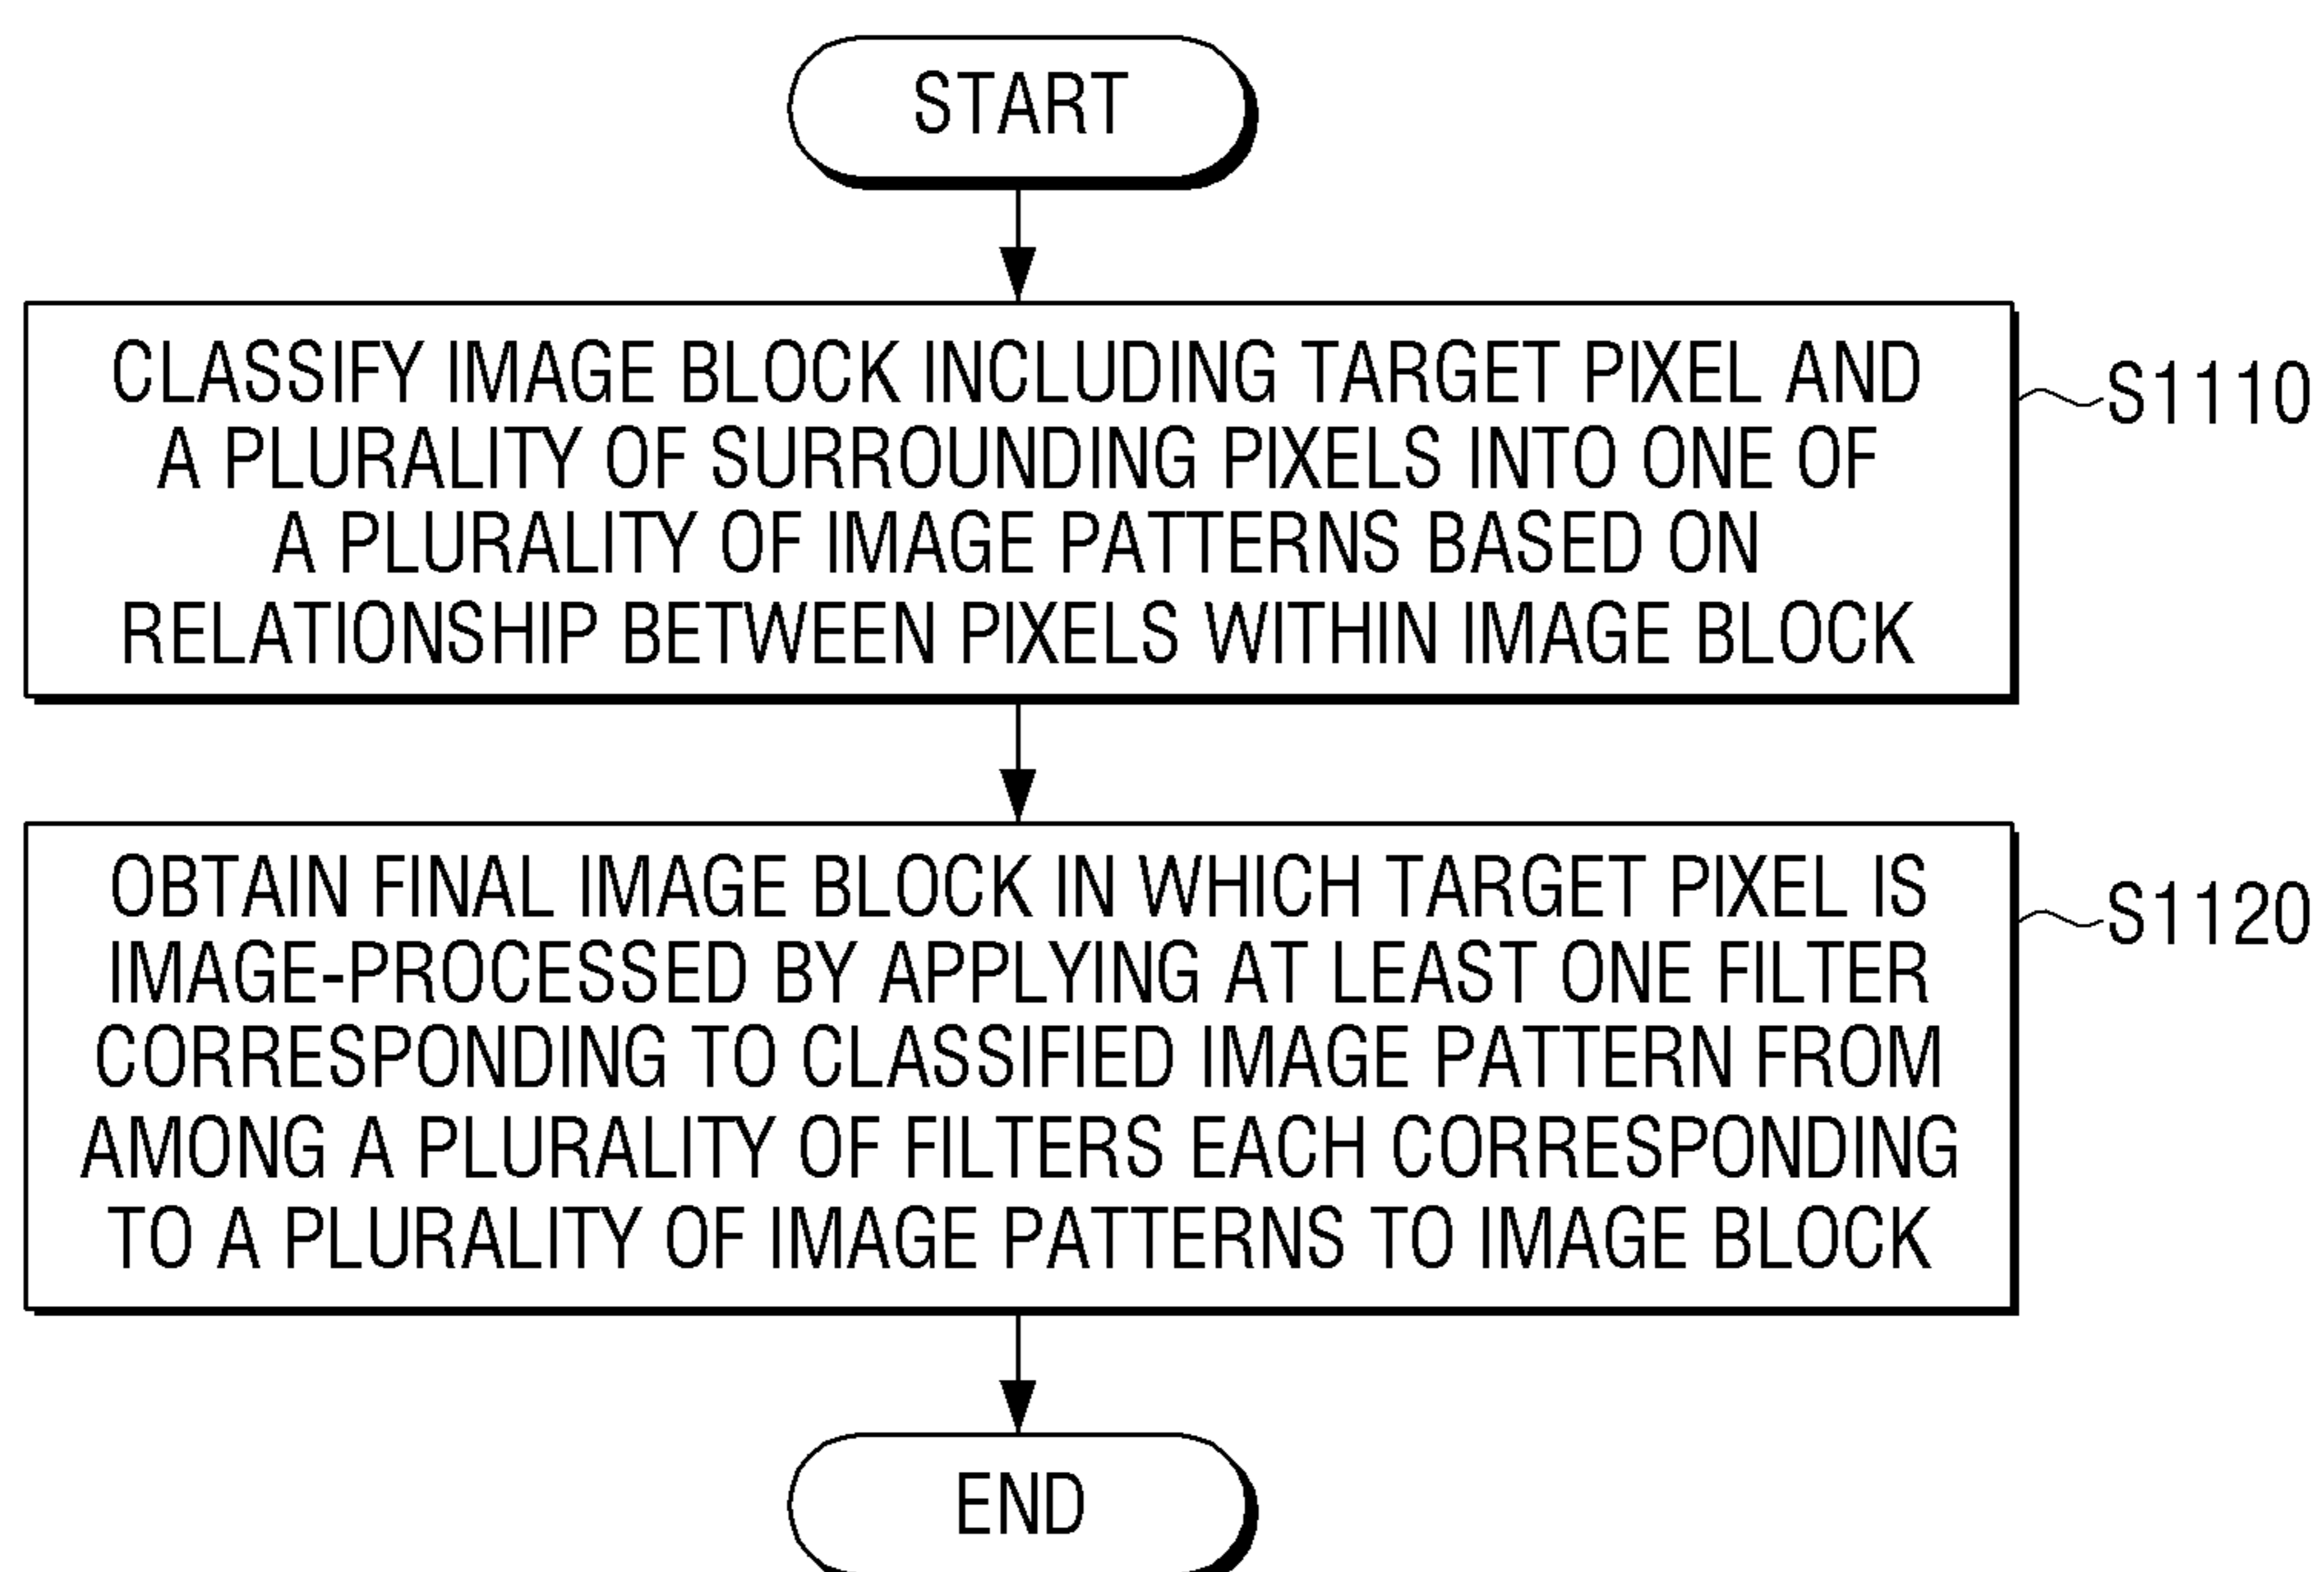 START
CLASSIFY IMAGE BLOCK INCLUDING TARGET PIXEL AND
A PLURALITY OF SURROUNDING PIXELS INTO ONE OF
A PLURALITY OF IMAGE PATTERNS BASED ON
RELATIONSHIP BETWEEN PIXELS WITHIN IMAGE BLOCK
S1110
OBTAIN FINAL IMAGE BLOCK IN WHICH TARGET PIXEL IS
IMAGE-PROCESSED BY APPLYING AT LEAST ONE FILTER
CORRESPONDING TO CLASSIFIED IMAGE PATTERN FROM
AMONG A PLURALITY OF FILTERS EACH CORRESPONDING
TO A PLURALITY OF IMAGE PATTERNS TO IMAGE BLOCK
S1120
END